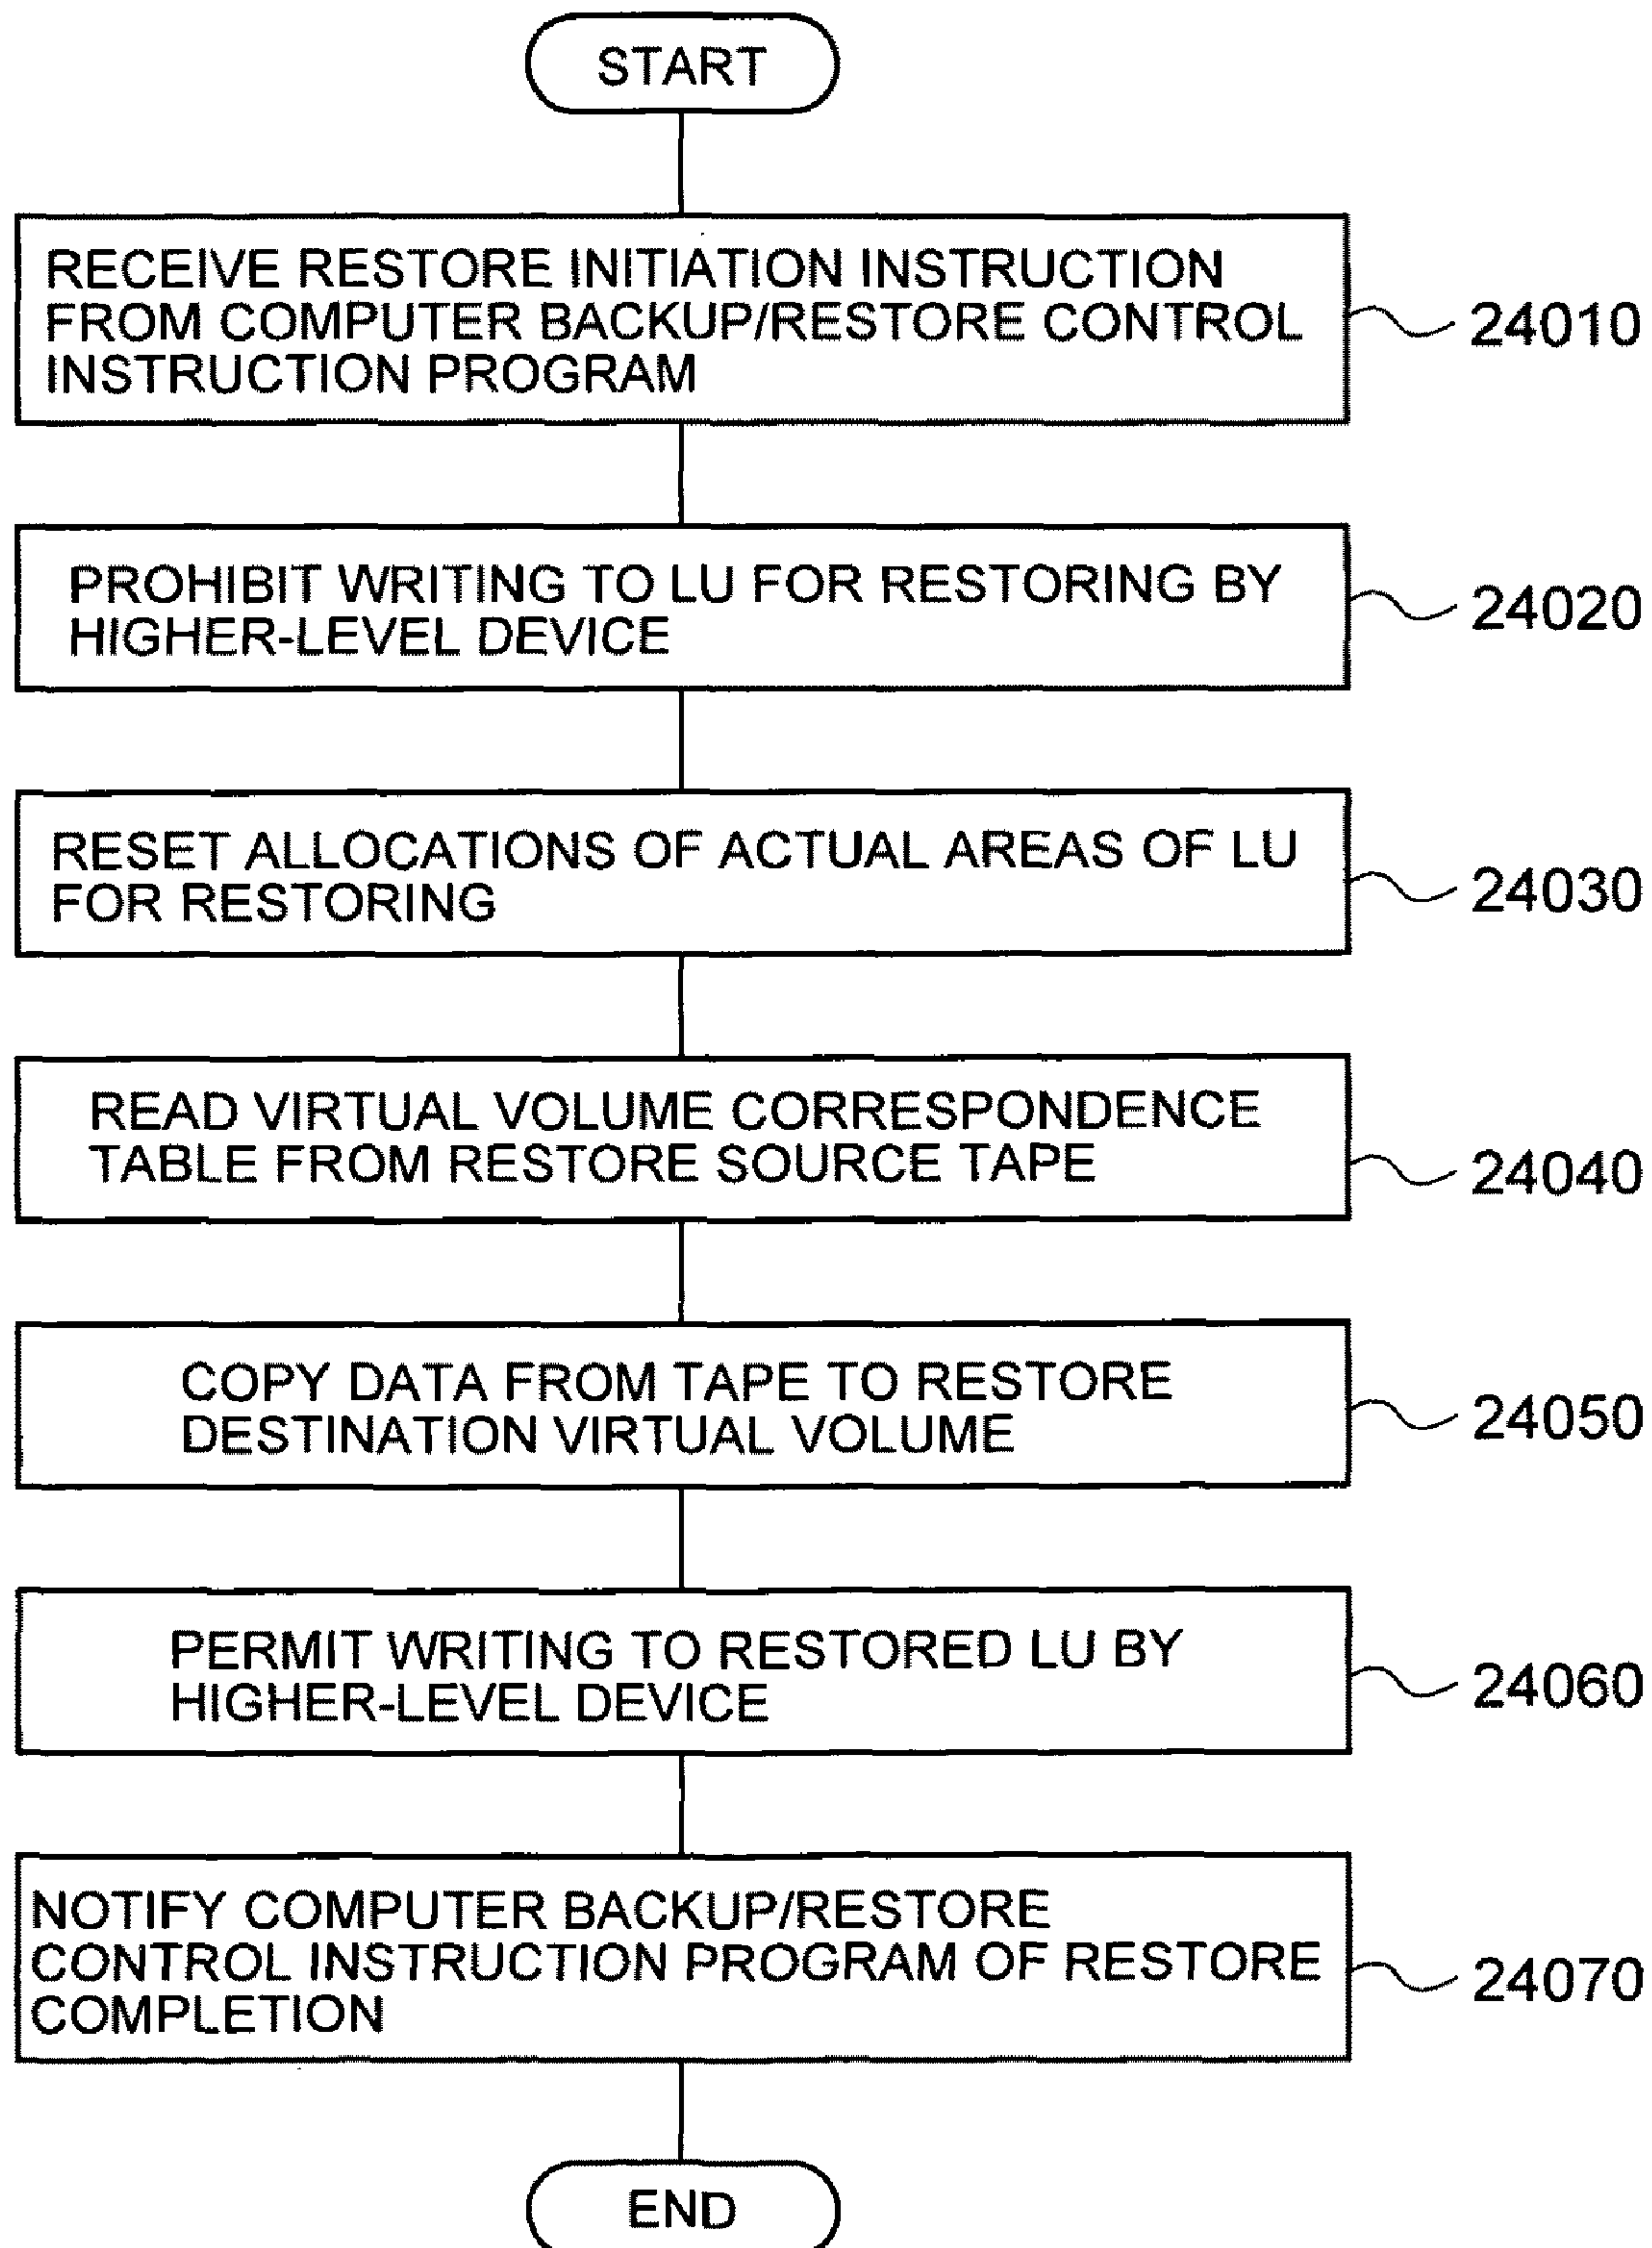 START
RECEIVE RESTORE INITIATION INSTRUCTION
FROM COMPUTER BACKUP/RESTORE CONTROL
INSTRUCTION PROGRAM
24010
PROHIBIT WRITING TO LU FOR RESTORING BY
HIGHER-LEVEL DEVICE
24020
RESET ALLOCATIONS OF ACTUAL AREAS OF LU
FOR RESTORING
24030
READ VIRTUAL VOLUME CORRESPONDENCE
TABLE FROM RESTORE SOURCE TAPE
24040
COPY DATA FROM TAPE TO RESTORE
DESTINATION VIRTUAL VOLUME
24050
PERMIT WRITING TO RESTORED LU BY
HIGHER-LEVEL DEVICE
24060
NOTIFY COMPUTER BACKUP/RESTORE
CONTROL INSTRUCTION PROGRAM OF RESTORE
COMPLETION
24070
END